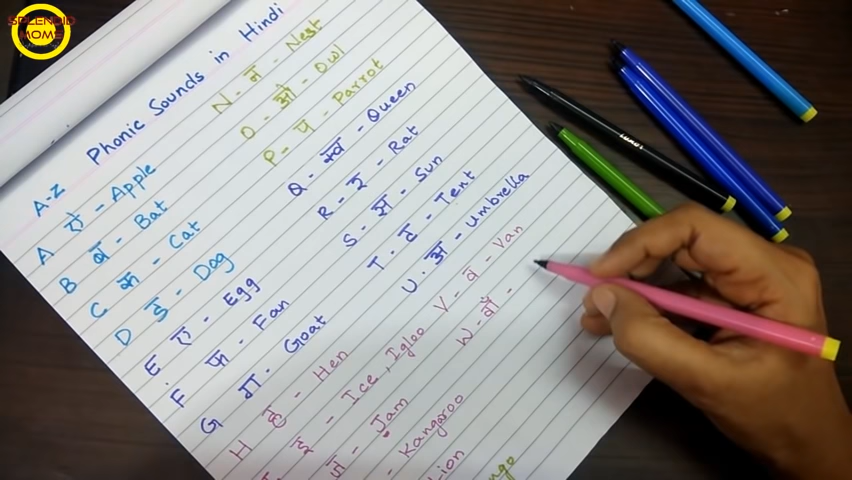 SPLENDID
MOMS
A-Z Phonic Sounds in Hindi
A ऐ - Apple
B ब - Bat
C क - Cat
D ड - Dog
E ए - Egg
F फ - Fan
G ग - Goat
H ह - Hen
इ - Ice, Igloo
ज - Jam
- Kangaroo
Lion
N - न - Nest
O - ओ - Owl
P - प - Parrot
Q - क्व - Queen
R - र - Rat
S - स - Sun
T - ट - Tent
U - अ - Umbrella
V - व - Van
W - वॉ -
LUXOR